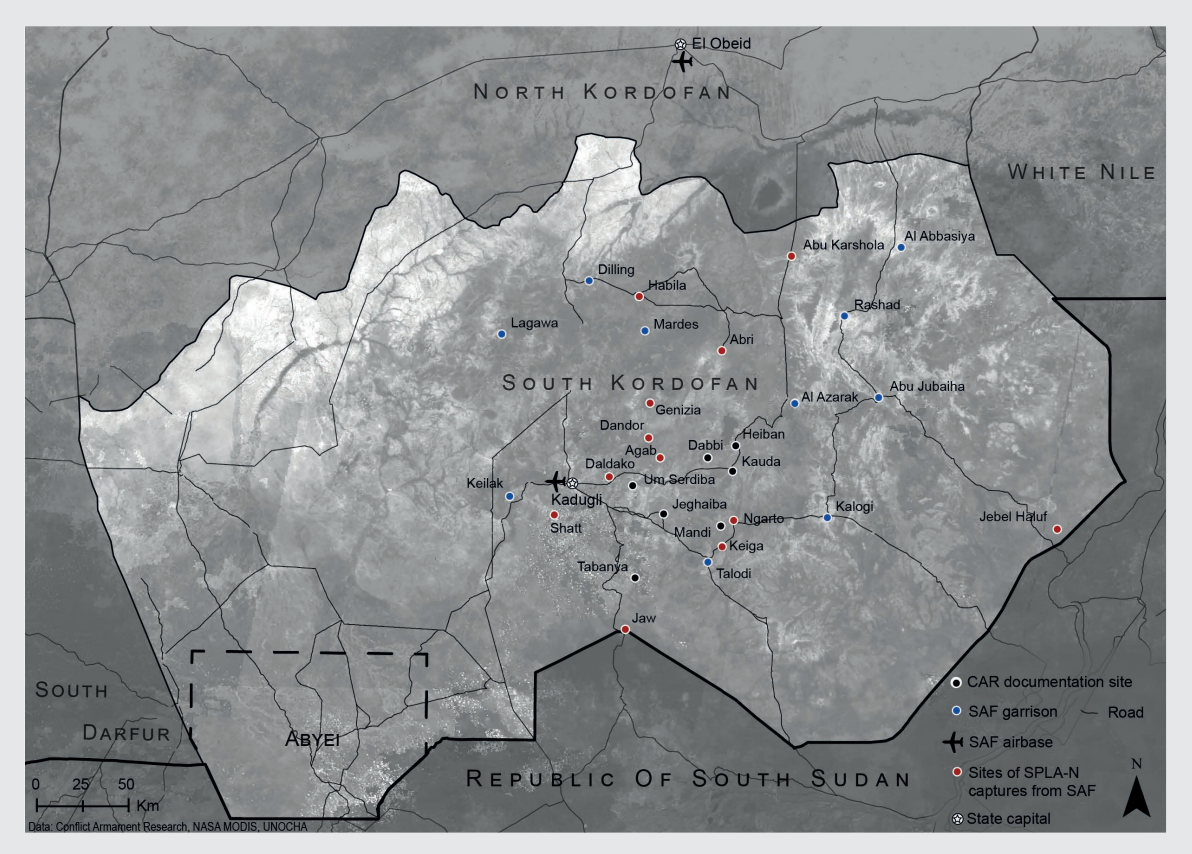 El Obeid
NORTH KORDOFAN
WHITE NILE
Abu Karshola
Al Abbasiya
Dilling
Habila
Rashad
Lagawa
Mardes
Abri
SOUTH KORDOFAN
Abu Jubaiha
Al Azarak
Genizia
Dandor
Heiban
Agab
Dabbi
Daldako
Kauda
Um Serdiba
Keilak
Kadugli
Jeghaiba
Kalogi
Ngarto
Jebel Haluf
Shatt
Mandi
Keiga
Tabanya
Talodi
Jaw
SOUTH
DARFUR
ABYEI
REPUBLIC OF SOUTH SUDAN
CAR documentation site
SAF garrison
Road
SAF airbase
Sites of SPLA-N
captures from SAF
State capital
N
0 25 50
Km
Data: Conflict Armament Research, NASA MODIS, UNOCHA